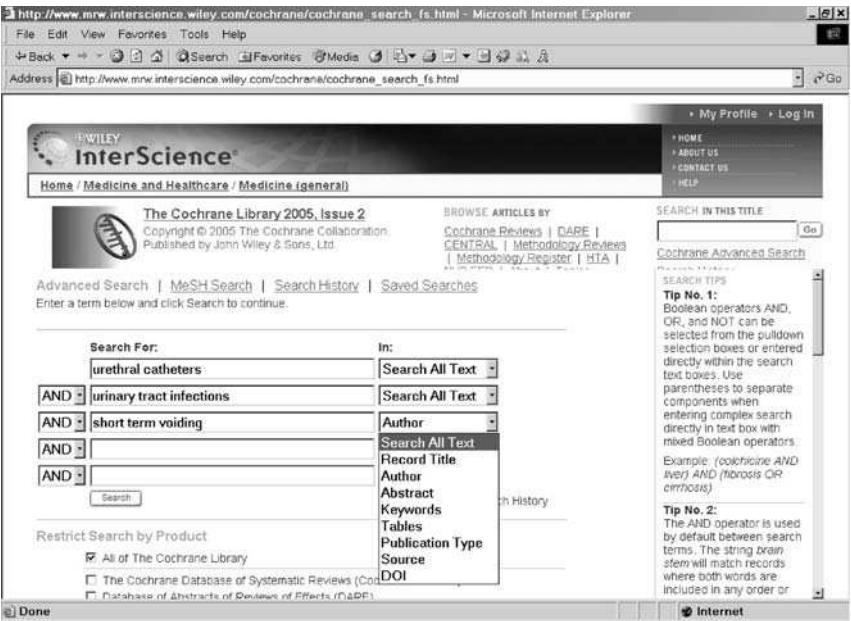 http://www.mrw.interscience.wiley.com/cochrane/cochrane_search_fs.html - Microsoft Internet Explorer
File Edit View Favorites Tools Help
Back Search Favorites Media
Address http://www.mrw.interscience.wiley.com/cochrane/cochrane_search_fs.html Go
My Profile Log In
WILEY
InterScience®
HOME
ABOUT US
CONTACT US
HELP
Home / Medicine and Healthcare / Medicine (general)
The Cochrane Library 2005, Issue 2
Copyright © 2005 The Cochrane Collaboration.
Published by John Wiley & Sons, Ltd.
BROWSE ARTICLES BY
Cochrane Reviews | DARE |
CENTRAL | Methodology Reviews
| Methodology Register | HTA |
SEARCH IN THIS TITLE
Go
Cochrane Advanced Search
Advanced Search | MeSH Search | Search History | Saved Searches
Enter a term below and click Search to continue.
Search For: In:
urethral catheters Search All Text
AND urinary tract infections Search All Text
AND short term voiding Author
AND
AND
Search
Search All Text
Record Title
Author
Abstract
Keywords
Tables
Publication Type
Source
DOI
ch History
Restrict Search by Product
All of The Cochrane Library
The Cochrane Database of Systematic Reviews (Coc
Database of Abstracts of Reviews of Effects (DARE)
SEARCH TIPS
Tip No. 1:
Boolean operators AND,
OR, and NOT can be
selected from the pulldown
selection boxes or entered
directly within the search
text boxes. Use
parentheses to separate
components when
entering complex search
directly in text box with
mixed Boolean operators.
Example: (colchicine AND
liver) AND (fibrosis OR
cirrhosis)
Tip No. 2:
The AND operator is used
by default between search
terms. The string brain
stem will match records
where both words are
included in any order or
Done Internet